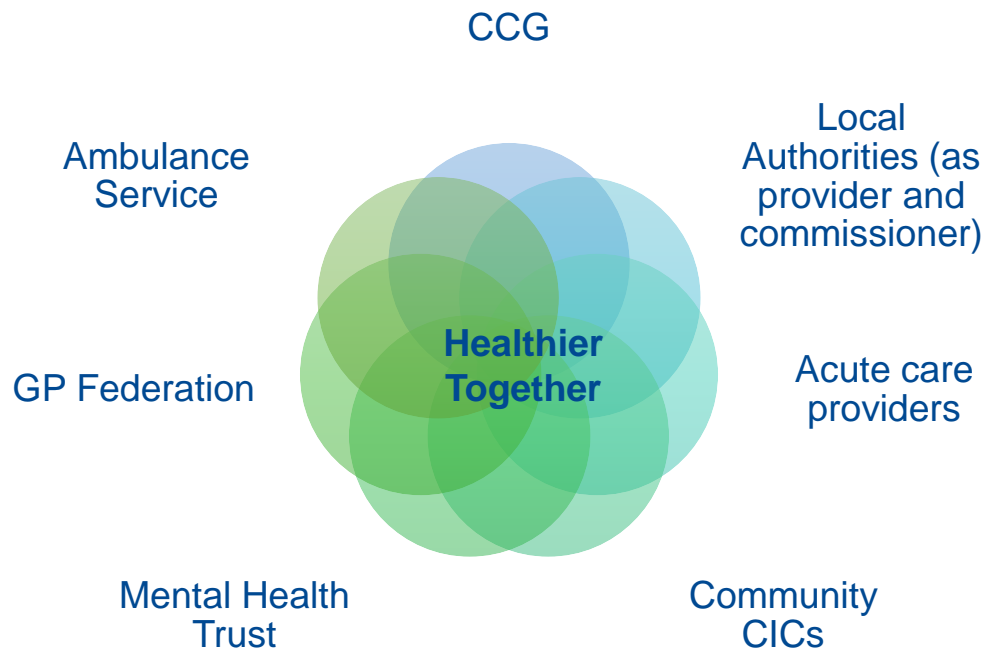 CCG
Local
Authorities (as
provider and
commissioner)
Ambulance
Service
Healthier
Together
Acute care
providers
GP Federation
Community
CICs
Mental Health
Trust